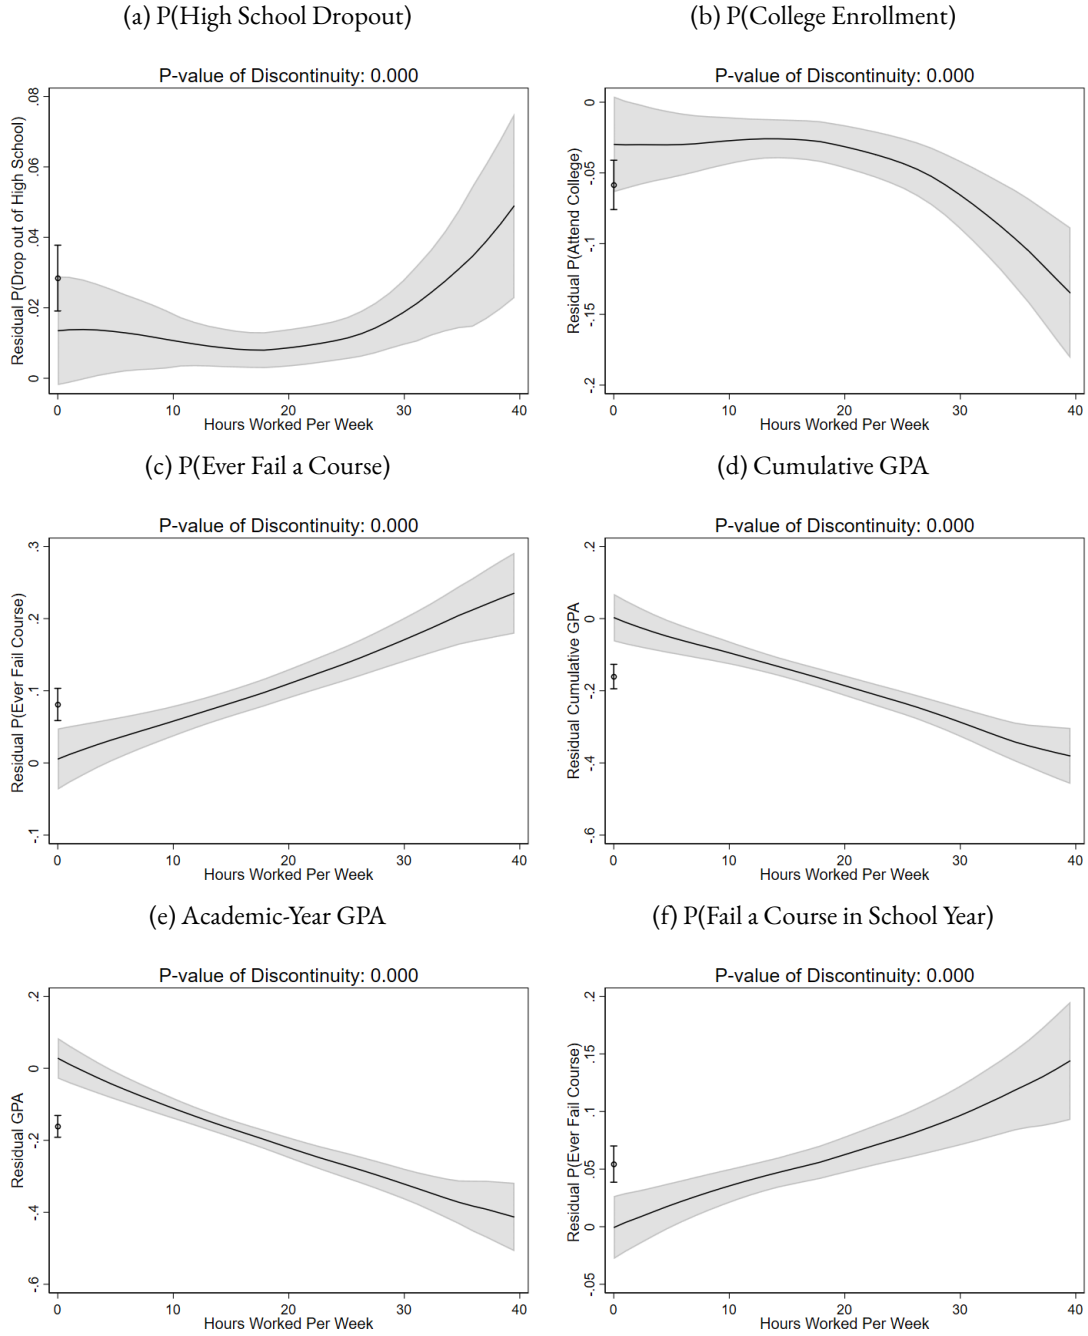 (a) P(High School Dropout)
P-value of Discontinuity: 0.000
Residual P(Drop out of High School)
.08
.06
.04
.02
0
0 10 20 30 40
Hours Worked Per Week
(b) P(College Enrollment)
P-value of Discontinuity: 0.000
Residual P(Attend College)
0
-.05
-.1
-.15
-.2
0 10 20 30 40
Hours Worked Per Week
(c) P(Ever Fail a Course)
P-value of Discontinuity: 0.000
Residual P(Ever Fail Course)
.3
.2
.1
0
-.1
0 10 20 30 40
Hours Worked Per Week
(d) Cumulative GPA
P-value of Discontinuity: 0.000
Residual Cumulative GPA
.2
0
-.2
-.4
-.6
0 10 20 30 40
Hours Worked Per Week
(e) Academic-Year GPA
P-value of Discontinuity: 0.000
Residual GPA
.2
0
-.2
-.4
-.6
0 10 20 30 40
Hours Worked Per Week
(f) P(Fail a Course in School Year)
P-value of Discontinuity: 0.000
Residual P(Ever Fail Course)
.2
.15
.1
.05
0
-.05
0 10 20 30 40
Hours Worked Per Week